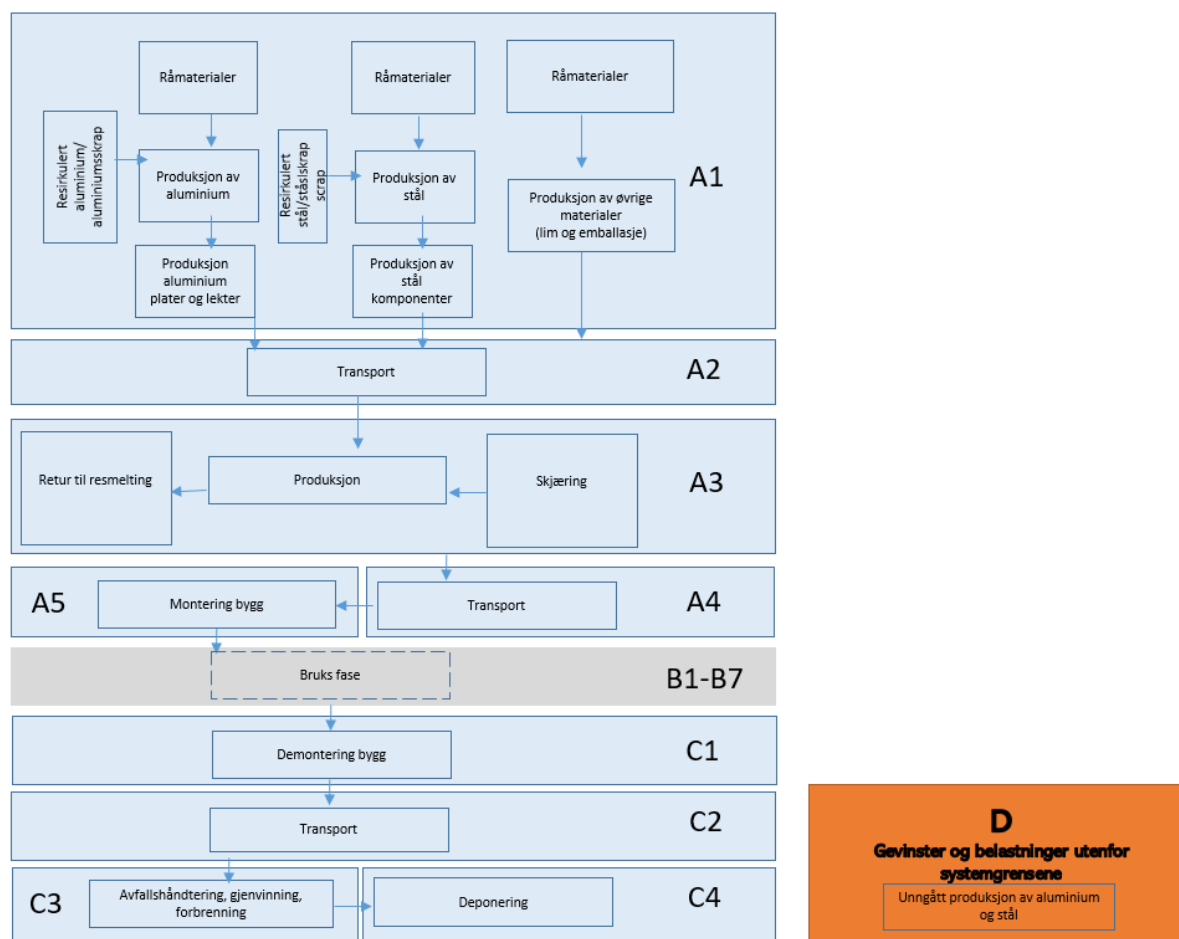 Råmaterialer
Råmaterialer
Råmaterialer
Resirkulert
aluminium/
aluminiumsskrap
Produksjon av
aluminium
Resirkulert
stål/ståslskrap
scrap
Produksjon av
stål
A1
Produksjon av øvrige
materialer
(lim og emballasje)
Produksjon
aluminium
plater og lekter
Produksjon av
stål
komponenter
Transport
A2
Retur til resmelting
Produksjon
Skjæring
A3
A5
Montering bygg
Transport
A4
Bruks fase
B1-B7
Demontering bygg
C1
Transport
C2
C3
Avfallshåndtering, gjenvinning,
forbrenning
Deponering
C4
D
Gevinster og belastninger utenfor
systemgrensene
Unngått produksjon av aluminium
og stål